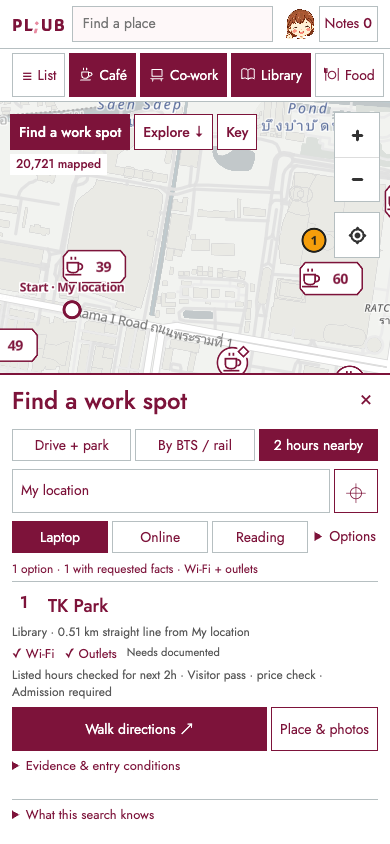 PL;UB
Find a place
Notes 0
≡ List
Café
Co-work
Library
Food
Saen Saep
Pond
Find a work spot
Explore ↓
Key
20,721 mapped
+
−
1
39
60
Start · My location
ama I Road ถนนพระรามที่ 1
RATC
49
Find a work spot
×
Drive + park
By BTS / rail
2 hours nearby
My location
Laptop
Online
Reading
▶ Options
1 option · 1 with requested facts · Wi-Fi + outlets
1 TK Park
Library · 0.51 km straight line from My location
✓ Wi-Fi ✓ Outlets Needs documented
Listed hours checked for next 2h · Visitor pass · price check ·
Admission required
Walk directions ↗
Place & photos
▶ Evidence & entry conditions
▶ What this search knows